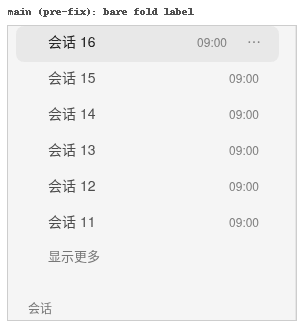 main (pre-fix): bare fold label
会话 16 09:00 ···
会话 15 09:00
会话 14 09:00
会话 13 09:00
会话 12 09:00
会话 11 09:00
显示更多
会话